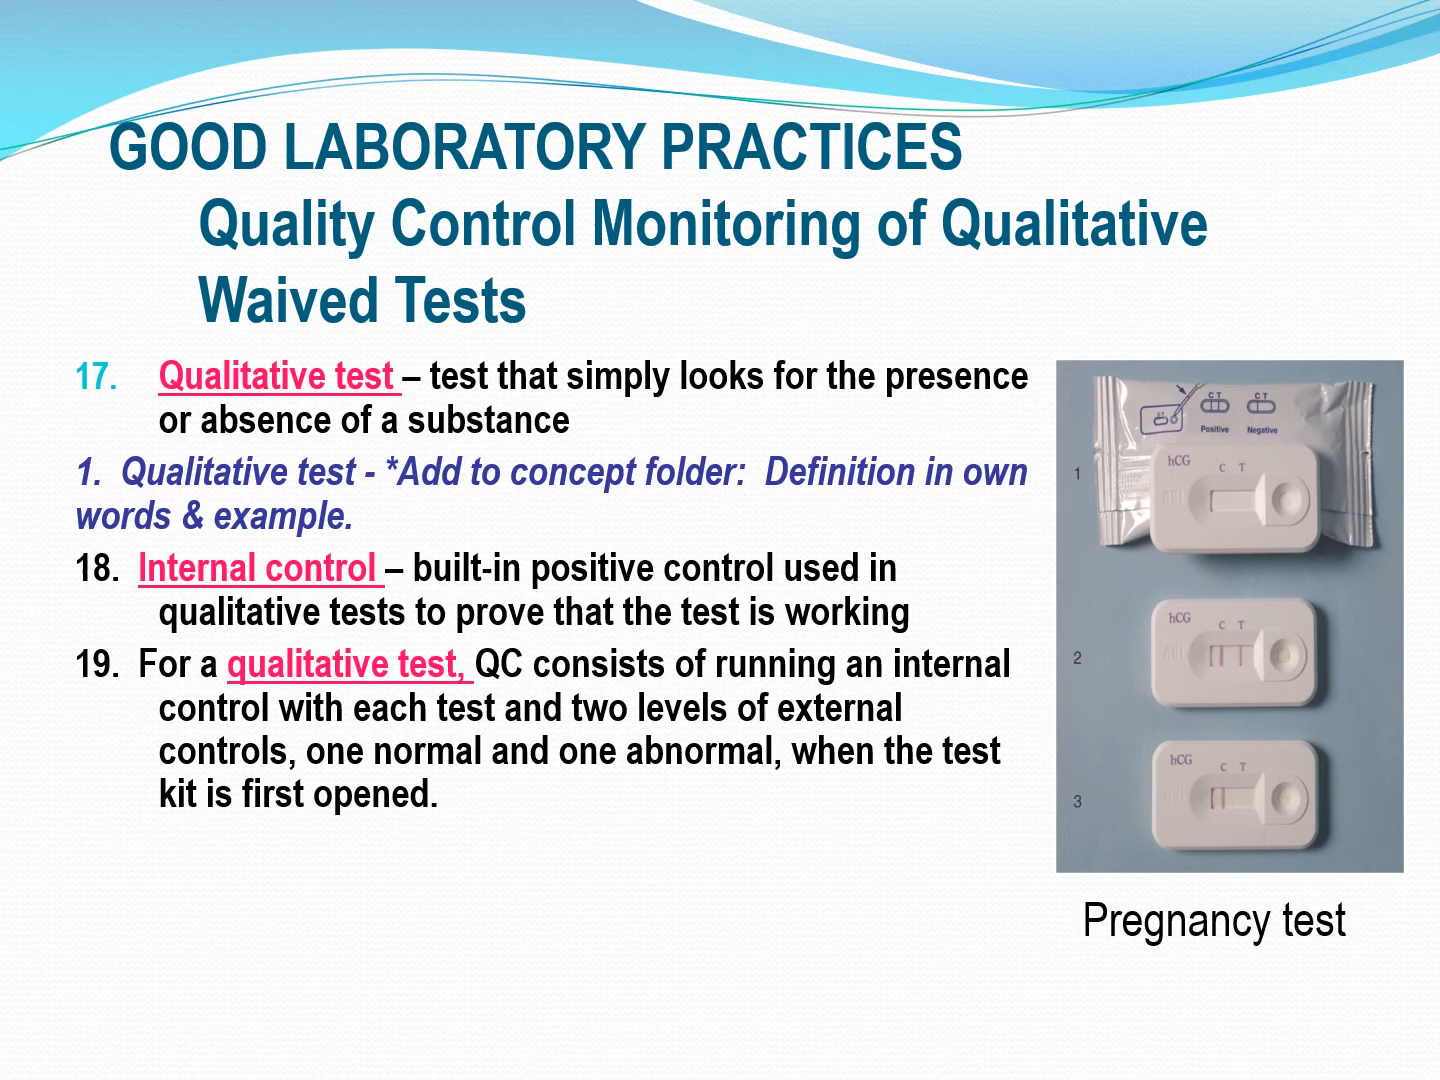 GOOD LABORATORY PRACTICES
Quality Control Monitoring of Qualitative
Waived Tests
17. Qualitative test – test that simply looks for the presence
or absence of a substance
1. Qualitative test - *Add to concept folder: Definition in own
words & example.
18. Internal control – built-in positive control used in
qualitative tests to prove that the test is working
19. For a qualitative test, QC consists of running an internal
control with each test and two levels of external
controls, one normal and one abnormal, when the test
kit is first opened.
C T
C T
C T
Positive
Negative
1
hCG
C T
2
hCG
C T
3
hCG
C T
Pregnancy test